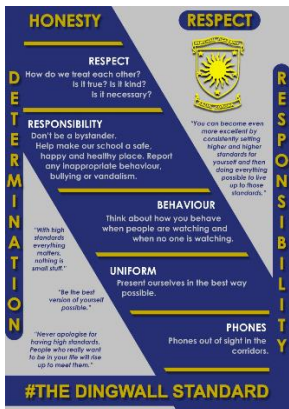 HONESTY
RESPECT
DETERMINATION
RESPONSIBILITY
RESPECT
How do we treat each other?
Is it true? Is it kind?
Is it necessary?
RESPONSIBILITY
Don't be a bystander.
Help make our school a safe,
happy and healthy place. Report
any inappropriate behaviour,
bullying or vandalism.
"You can become even
more excellent by
consistently setting
higher and higher
standards for
yourself and then
doing everything
possible to live
up to those
standards."
BEHAVIOUR
Think about how you behave
when people are watching and
when no one is watching.
"With high
standards
everything
matters,
nothing is
small stuff."
UNIFORM
Present ourselves in the best way
possible.
"Be the best
version of yourself
possible."
PHONES
Phones out of sight in the
corridors.
"Never apologise for
having high standards.
People who really want
to be in your life will rise
up to meet them."
#THE DINGWALL STANDARD